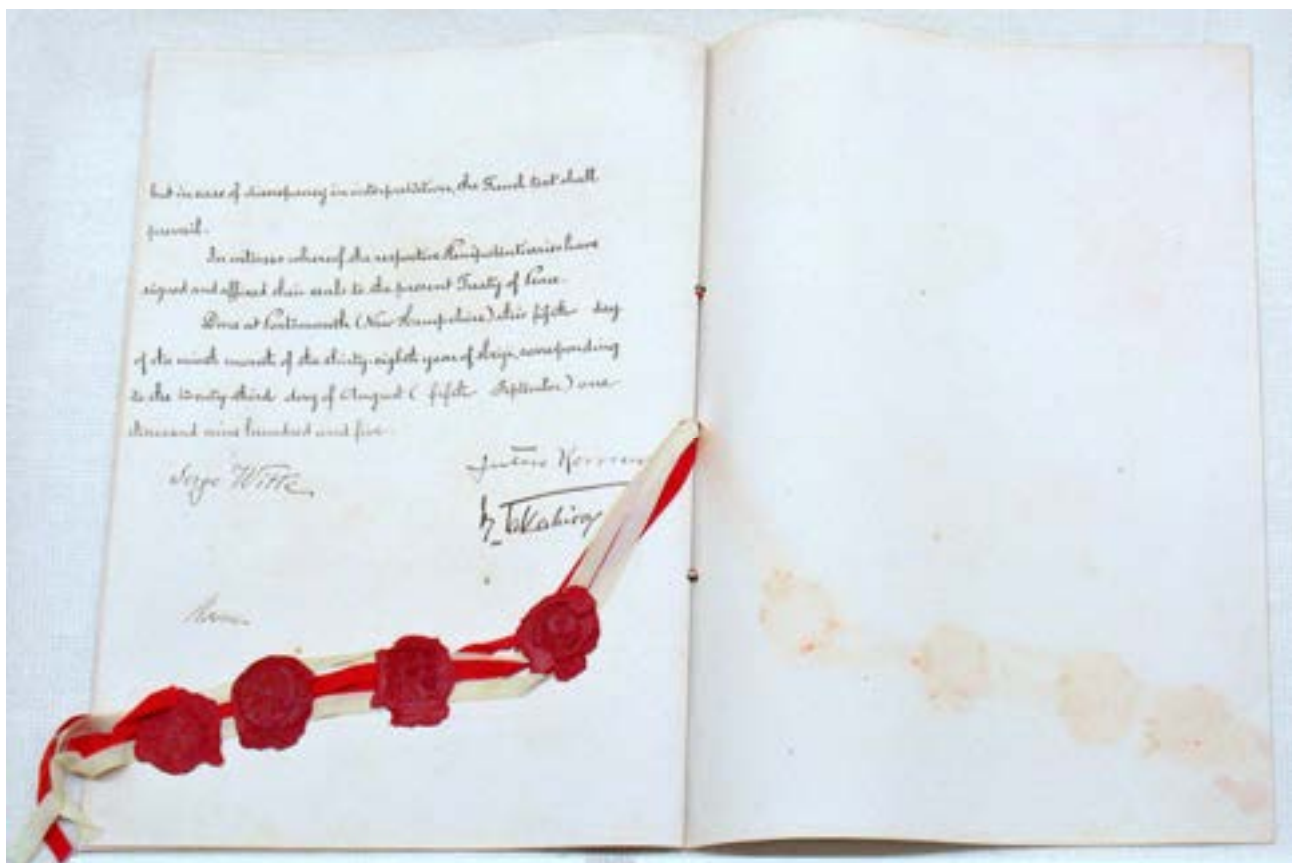 but in case of discrepancy in interpretation, the French text shall
prevail.
In witness whereof the respective Plenipotentiaries have
signed and affixed their seals to the present Treaty of Peace.
Done at Portsmouth (New Hampshire) this fifth day
of the ninth month of the thirty-eighth year of Meiji, corresponding
to the twenty-third day of August (fifth September) one
thousand nine hundred and five.
Serge Witte
Jutaro Komura
K. Takahira
Rosen